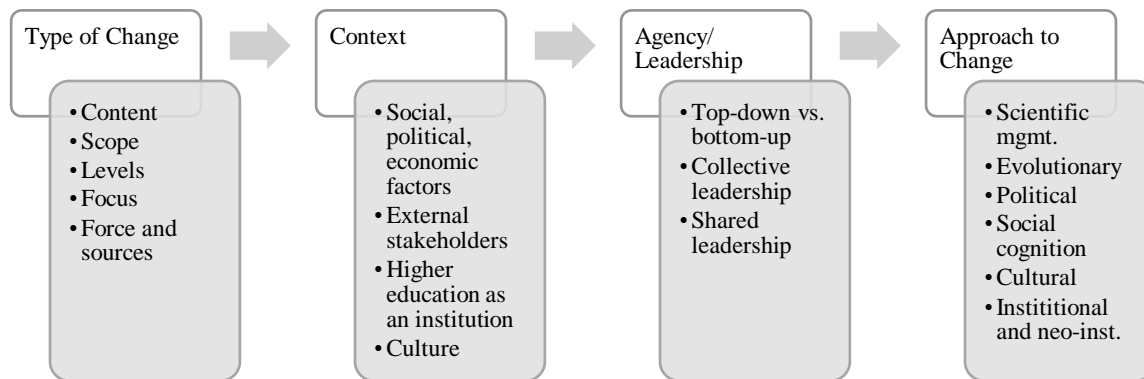 Type of Change
• Content
• Scope
• Levels
• Focus
• Force and
sources
Context
• Social,
political,
economic
factors
• External
stakeholders
• Higher
education as
an institution
• Culture
Agency/
Leadership
• Top-down vs.
bottom-up
• Collective
leadership
• Shared
leadership
Approach to
Change
• Scientific
mgmt.
• Evolutionary
• Political
• Social
cognition
• Cultural
• Instititional
and neo-inst.